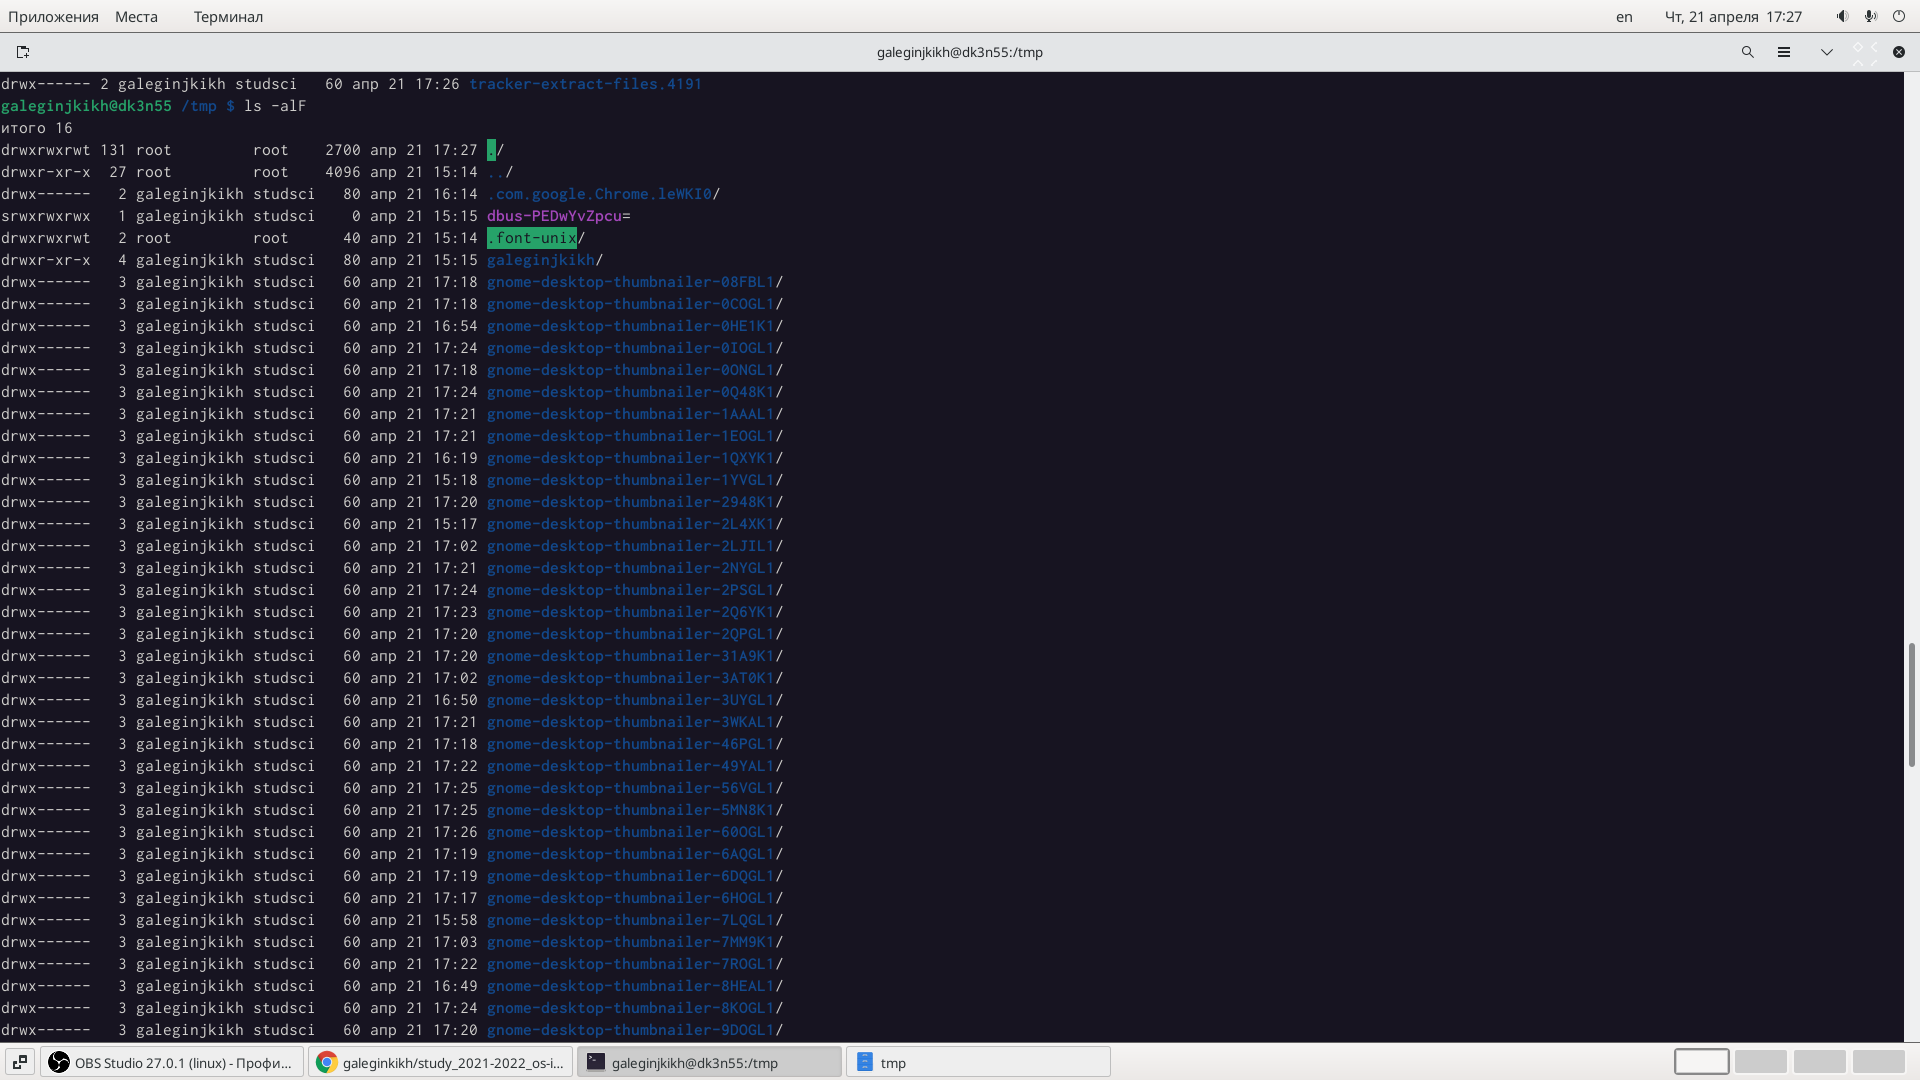 Приложения Места Терминал en Чт, 21 апреля 17:27
galeginjkikh@dk3n55:/tmp
drwx------ 2 galeginjkikh studsci 60 апр 21 17:26 tracker-extract-files.4191
galeginjkikh@dk3n55 /tmp $ ls -alF
итого 16
drwxrwxrwt 131 root root 2700 апр 21 17:27 ./
drwxr-xr-x 27 root root 4096 апр 21 15:14 ../
drwx------ 2 galeginjkikh studsci 80 апр 21 16:14 .com.google.Chrome.leWKI0/
srwxrwxrwx 1 galeginjkikh studsci 0 апр 21 15:15 dbus-PEDwYvZpcu=
drwxrwxrwt 2 root root 40 апр 21 15:14 .font-unix/
drwxr-xr-x 4 galeginjkikh studsci 80 апр 21 15:15 galeginjkikh/
drwx------ 3 galeginjkikh studsci 60 апр 21 17:18 gnome-desktop-thumbnailer-08FBL1/
drwx------ 3 galeginjkikh studsci 60 апр 21 17:18 gnome-desktop-thumbnailer-0COGL1/
drwx------ 3 galeginjkikh studsci 60 апр 21 16:54 gnome-desktop-thumbnailer-0HE1K1/
drwx------ 3 galeginjkikh studsci 60 апр 21 17:24 gnome-desktop-thumbnailer-0IOGL1/
drwx------ 3 galeginjkikh studsci 60 апр 21 17:18 gnome-desktop-thumbnailer-0ONGL1/
drwx------ 3 galeginjkikh studsci 60 апр 21 17:24 gnome-desktop-thumbnailer-0Q48K1/
drwx------ 3 galeginjkikh studsci 60 апр 21 17:21 gnome-desktop-thumbnailer-1AAAL1/
drwx------ 3 galeginjkikh studsci 60 апр 21 17:21 gnome-desktop-thumbnailer-1EOGL1/
drwx------ 3 galeginjkikh studsci 60 апр 21 16:19 gnome-desktop-thumbnailer-1QXYK1/
drwx------ 3 galeginjkikh studsci 60 апр 21 15:18 gnome-desktop-thumbnailer-1YVGL1/
drwx------ 3 galeginjkikh studsci 60 апр 21 17:20 gnome-desktop-thumbnailer-2948K1/
drwx------ 3 galeginjkikh studsci 60 апр 21 15:17 gnome-desktop-thumbnailer-2L4XK1/
drwx------ 3 galeginjkikh studsci 60 апр 21 17:02 gnome-desktop-thumbnailer-2LJIL1/
drwx------ 3 galeginjkikh studsci 60 апр 21 17:21 gnome-desktop-thumbnailer-2NYGL1/
drwx------ 3 galeginjkikh studsci 60 апр 21 17:24 gnome-desktop-thumbnailer-2PSGL1/
drwx------ 3 galeginjkikh studsci 60 апр 21 17:23 gnome-desktop-thumbnailer-2Q6YK1/
drwx------ 3 galeginjkikh studsci 60 апр 21 17:20 gnome-desktop-thumbnailer-2QPGL1/
drwx------ 3 galeginjkikh studsci 60 апр 21 17:20 gnome-desktop-thumbnailer-31A9K1/
drwx------ 3 galeginjkikh studsci 60 апр 21 17:02 gnome-desktop-thumbnailer-3AT0K1/
drwx------ 3 galeginjkikh studsci 60 апр 21 16:50 gnome-desktop-thumbnailer-3UYGL1/
drwx------ 3 galeginjkikh studsci 60 апр 21 17:21 gnome-desktop-thumbnailer-3WKAL1/
drwx------ 3 galeginjkikh studsci 60 апр 21 17:18 gnome-desktop-thumbnailer-46PGL1/
drwx------ 3 galeginjkikh studsci 60 апр 21 17:22 gnome-desktop-thumbnailer-49YAL1/
drwx------ 3 galeginjkikh studsci 60 апр 21 17:25 gnome-desktop-thumbnailer-56VGL1/
drwx------ 3 galeginjkikh studsci 60 апр 21 17:25 gnome-desktop-thumbnailer-5MN8K1/
drwx------ 3 galeginjkikh studsci 60 апр 21 17:26 gnome-desktop-thumbnailer-60OGL1/
drwx------ 3 galeginjkikh studsci 60 апр 21 17:19 gnome-desktop-thumbnailer-6AQGL1/
drwx------ 3 galeginjkikh studsci 60 апр 21 17:19 gnome-desktop-thumbnailer-6DQGL1/
drwx------ 3 galeginjkikh studsci 60 апр 21 17:17 gnome-desktop-thumbnailer-6HOGL1/
drwx------ 3 galeginjkikh studsci 60 апр 21 15:58 gnome-desktop-thumbnailer-7LQGL1/
drwx------ 3 galeginjkikh studsci 60 апр 21 17:03 gnome-desktop-thumbnailer-7MM9K1/
drwx------ 3 galeginjkikh studsci 60 апр 21 17:22 gnome-desktop-thumbnailer-7ROGL1/
drwx------ 3 galeginjkikh studsci 60 апр 21 16:49 gnome-desktop-thumbnailer-8HEAL1/
drwx------ 3 galeginjkikh studsci 60 апр 21 17:24 gnome-desktop-thumbnailer-8KOGL1/
drwx------ 3 galeginjkikh studsci 60 апр 21 17:20 gnome-desktop-thumbnailer-9DOGL1/
OBS Studio 27.0.1 (linux) - Профи... galeginkikh/study_2021-2022_os-i... galeginjkikh@dk3n55:/tmp tmp